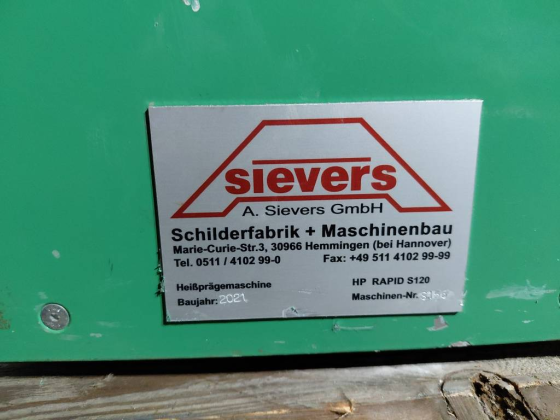 sievers
A. Sievers GmbH
Schilderfabrik + Maschinenbau
Marie-Curie-Str.3, 30966 Hemmingen (bei Hannover)
Tel. 0511 / 4102 99-0 Fax: +49 511 4102 99-99
Heißprägemaschine HP RAPID S120
Baujahr: 2021 Maschinen-Nr.